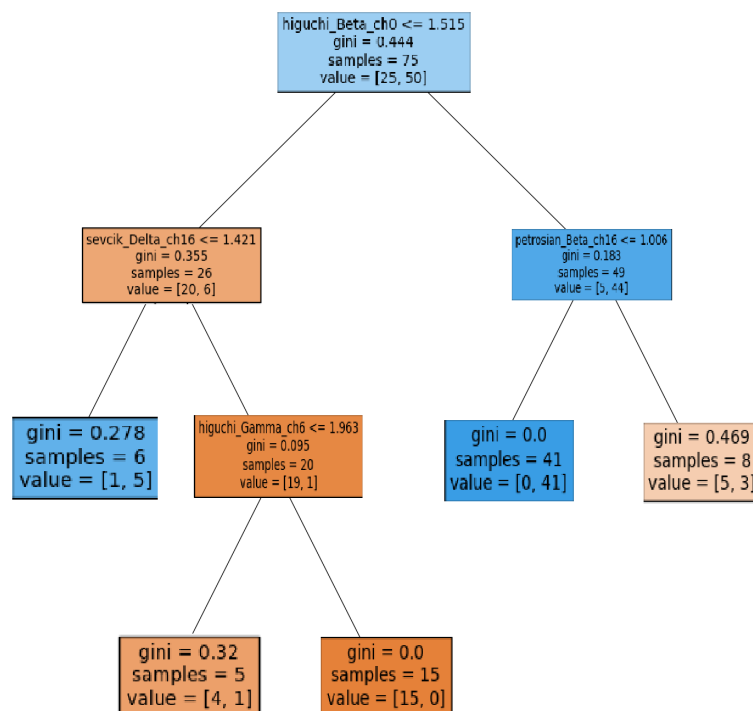 higuchi_Beta_ch0 <= 1.515
gini = 0.444
samples = 75
value = [25, 50]
sevcik_Delta_ch16 <= 1.421
gini = 0.355
samples = 26
value = [20, 6]
petrosian_Beta_ch16 <= 1.006
gini = 0.183
samples = 49
value = [5, 44]
gini = 0.278
samples = 6
value = [1, 5]
higuchi_Gamma_ch6 <= 1.963
gini = 0.095
samples = 20
value = [19, 1]
gini = 0.0
samples = 41
value = [0, 41]
gini = 0.469
samples = 8
value = [5, 3]
gini = 0.32
samples = 5
value = [4, 1]
gini = 0.0
samples = 15
value = [15, 0]